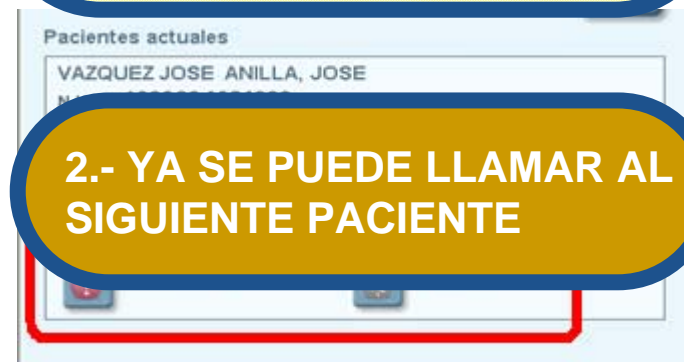 Pacientes actuales
VAZQUEZ JOSE ANILLA, JOSE
2.- YA SE PUEDE LLAMAR AL
SIGUIENTE PACIENTE